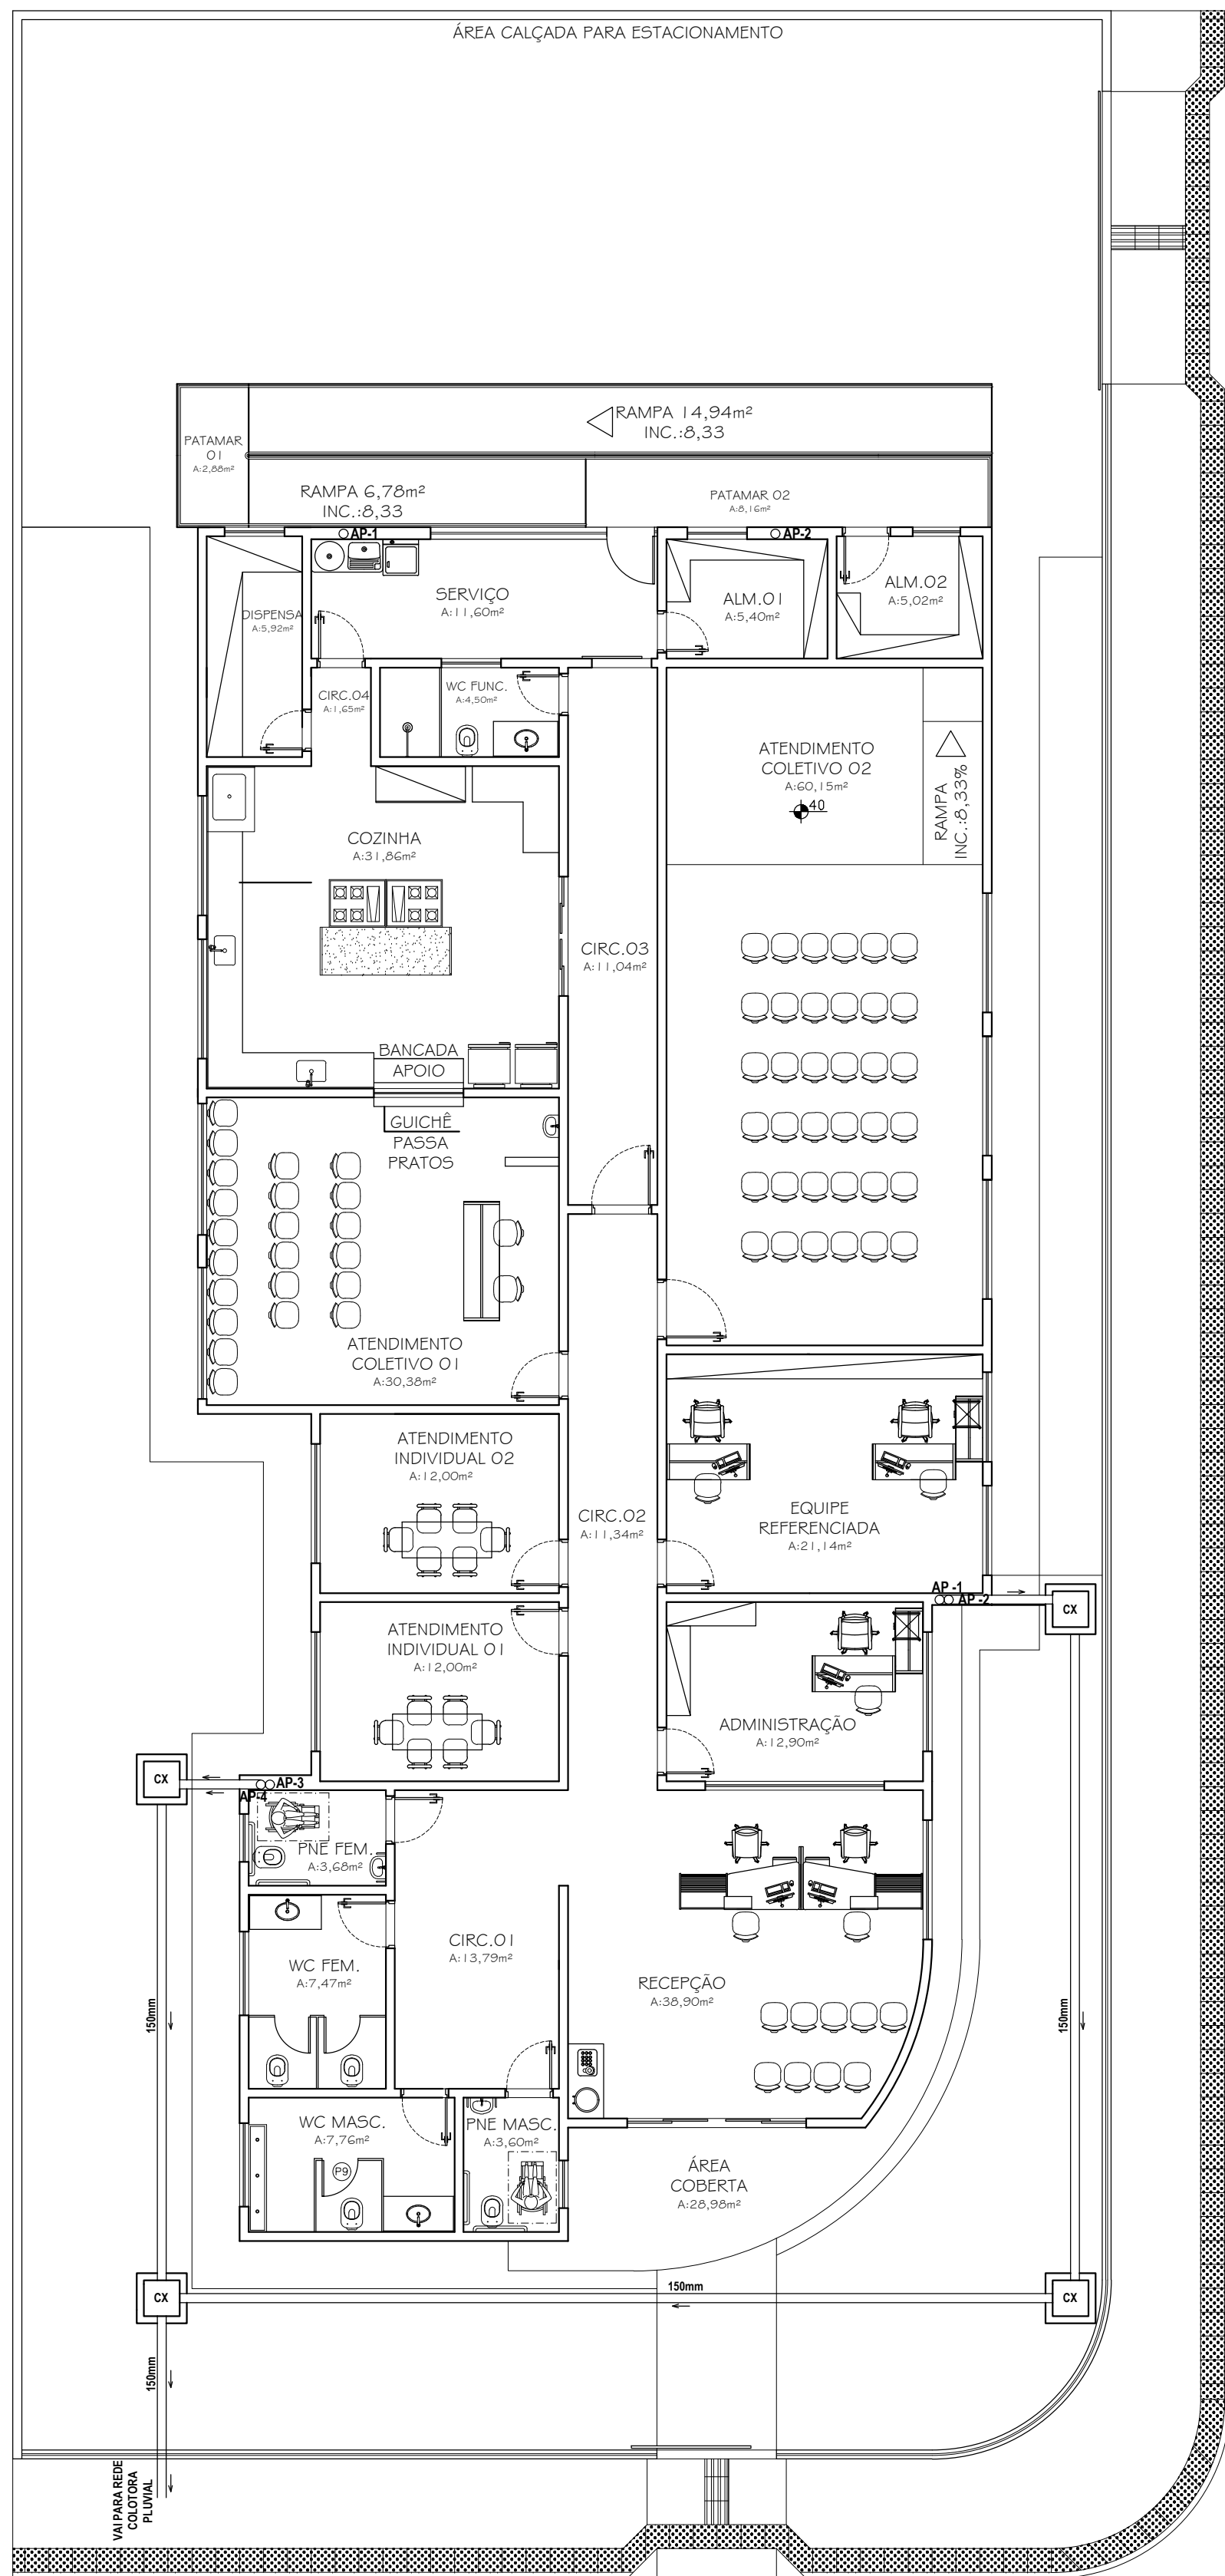 ÁREA CALÇADA PARA ESTACIONAMENTO
RAMPA 14,94m²
INC.:8,33
PATAMAR
01
A:2,88m²
RAMPA 6,78m²
INC.:8,33
PATAMAR 02
A:8,16m²
AP-1
AP-2
SERVIÇO
A:11,60m²
ALM.01
A:5,40m²
ALM.02
A:5,02m²
DISPENSA
A:5,92m²
CIRC.04
A:1,65m²
WC FUNC.
A:4,50m²
ATENDIMENTO
COLETIVO 02
A:60,15m²
40
RAMPA
INC.:8,33%
COZINHA
A:31,86m²
CIRC.03
A:11,04m²
BANCADA
APOIO
GUICHÊ
PASSA
PRATOS
ATENDIMENTO
COLETIVO 01
A:30,38m²
ATENDIMENTO
INDIVIDUAL 02
A:12,00m²
CIRC.02
A:11,34m²
EQUIPE
REFERENCIADA
A:21,14m²
AP -1
AP -2
CX
ATENDIMENTO
INDIVIDUAL 01
A:12,00m²
ADMINISTRAÇÃO
A:12,90m²
CX
AP-3
AP-4
PNE FEM.
A:3,68m²
CIRC.01
A:13,79m²
WC FEM.
A:7,47m²
RECEPÇÃO
A:38,90m²
150mm
150mm
WC MASC.
A:7,76m²
P9
PNE MASC.
A:3,60m²
ÁREA
COBERTA
A:28,98m²
CX
150mm
CX
150mm
VAI PARA REDE
COLOTORA
PLUVIAL